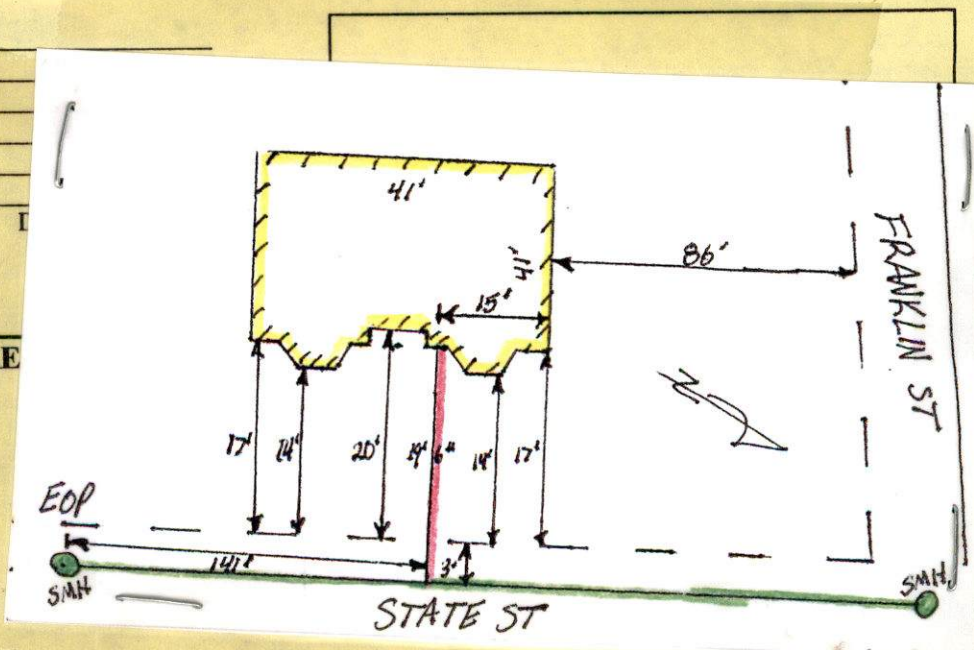 D
E
41'
41'
15'
86'
FRANKLIN ST
N
17'
14'
20'
19' 6"
14'
17'
EOP
141'
3'
SMH
SMH
STATE ST